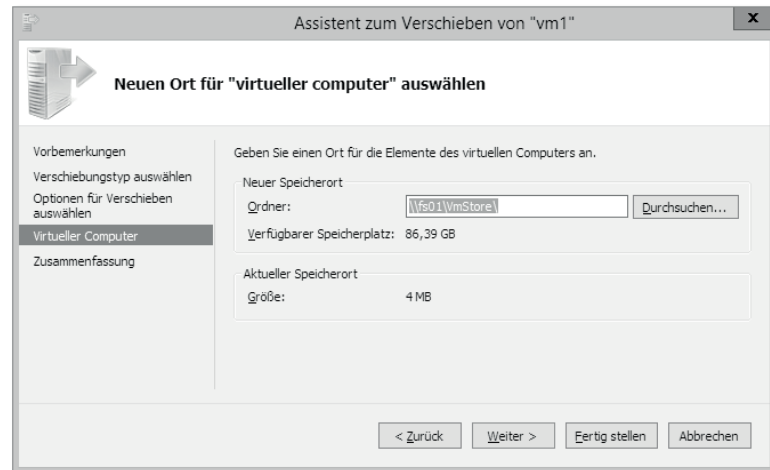 Assistent zum Verschieben von "vm1"
x
Neuen Ort für "virtueller computer" auswählen
Vorbemerkungen
Verschiebungstyp auswählen
Optionen für Verschieben
auswählen
Virtueller Computer
Zusammenfassung
Geben Sie einen Ort für die Elemente des virtuellen Computers an.
Neuer Speicherort
Ordner: \\fs01\VmStore\ Durchsuchen...
Verfügbarer Speicherplatz: 86,39 GB
Aktueller Speicherort
Größe: 4 MB
< Zurück Weiter > Fertig stellen Abbrechen